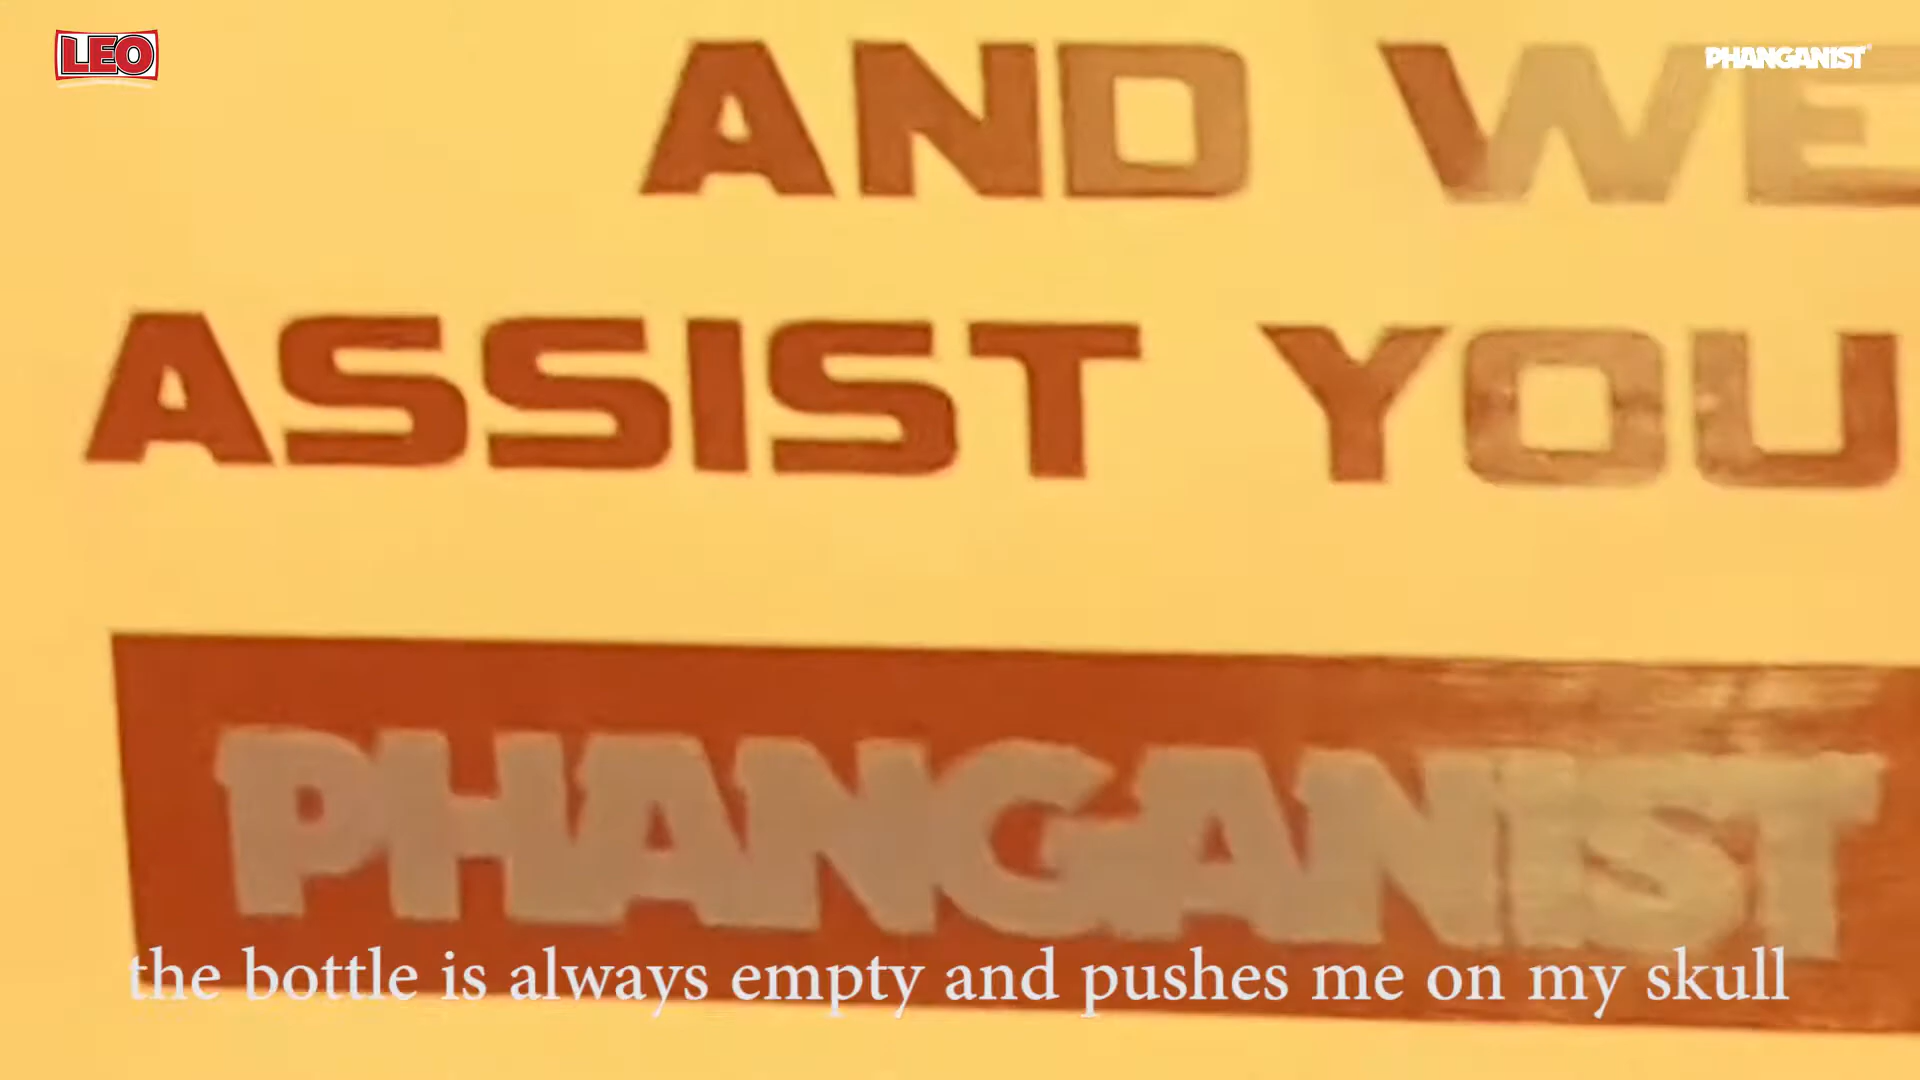 LEO
PHANGANIST
AND WE
ASSIST YOU
PHANGANIST
the bottle is always empty and pushes me on my skull